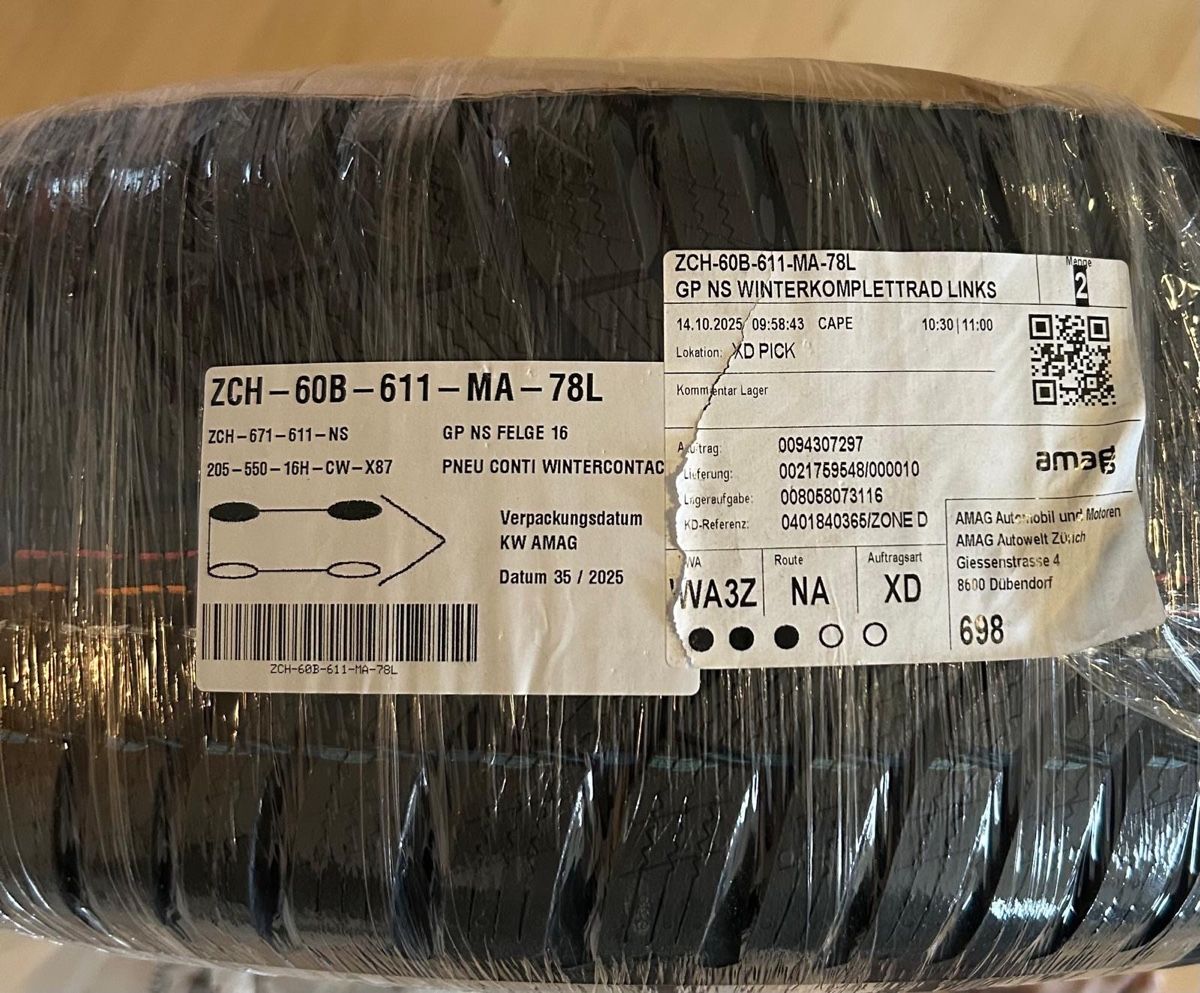 ZCH-60B-611-MA-78L
ZCH-671-611-NS GP NS FELGE 16
205-550-16H-CW-X87 PNEU CONTI WINTERCONTAC
Verpackungsdatum
KW AMAG
Datum 35 / 2025
ZCH-60B-611-MA-78L
ZCH-60B-611-MA-78L
Menge
GP NS WINTERKOMPLETTRAD LINKS
2
14.10.2025 09:58:43 CAPE 10:30|11:00
Lokation: XD PICK
Kommentar Lager
Auftrag: 0094307297
Lieferung: 0021759548/000010
Lageraufgabe: 008058073116
KD-Referenz: 0401840365/ZONE D
amag
WA Route Auftragsart
WA3Z NA XD
AMAG Automobil und Motoren
AMAG Autowelt Zürich
Giessenstrasse 4
8600 Dübendorf
698